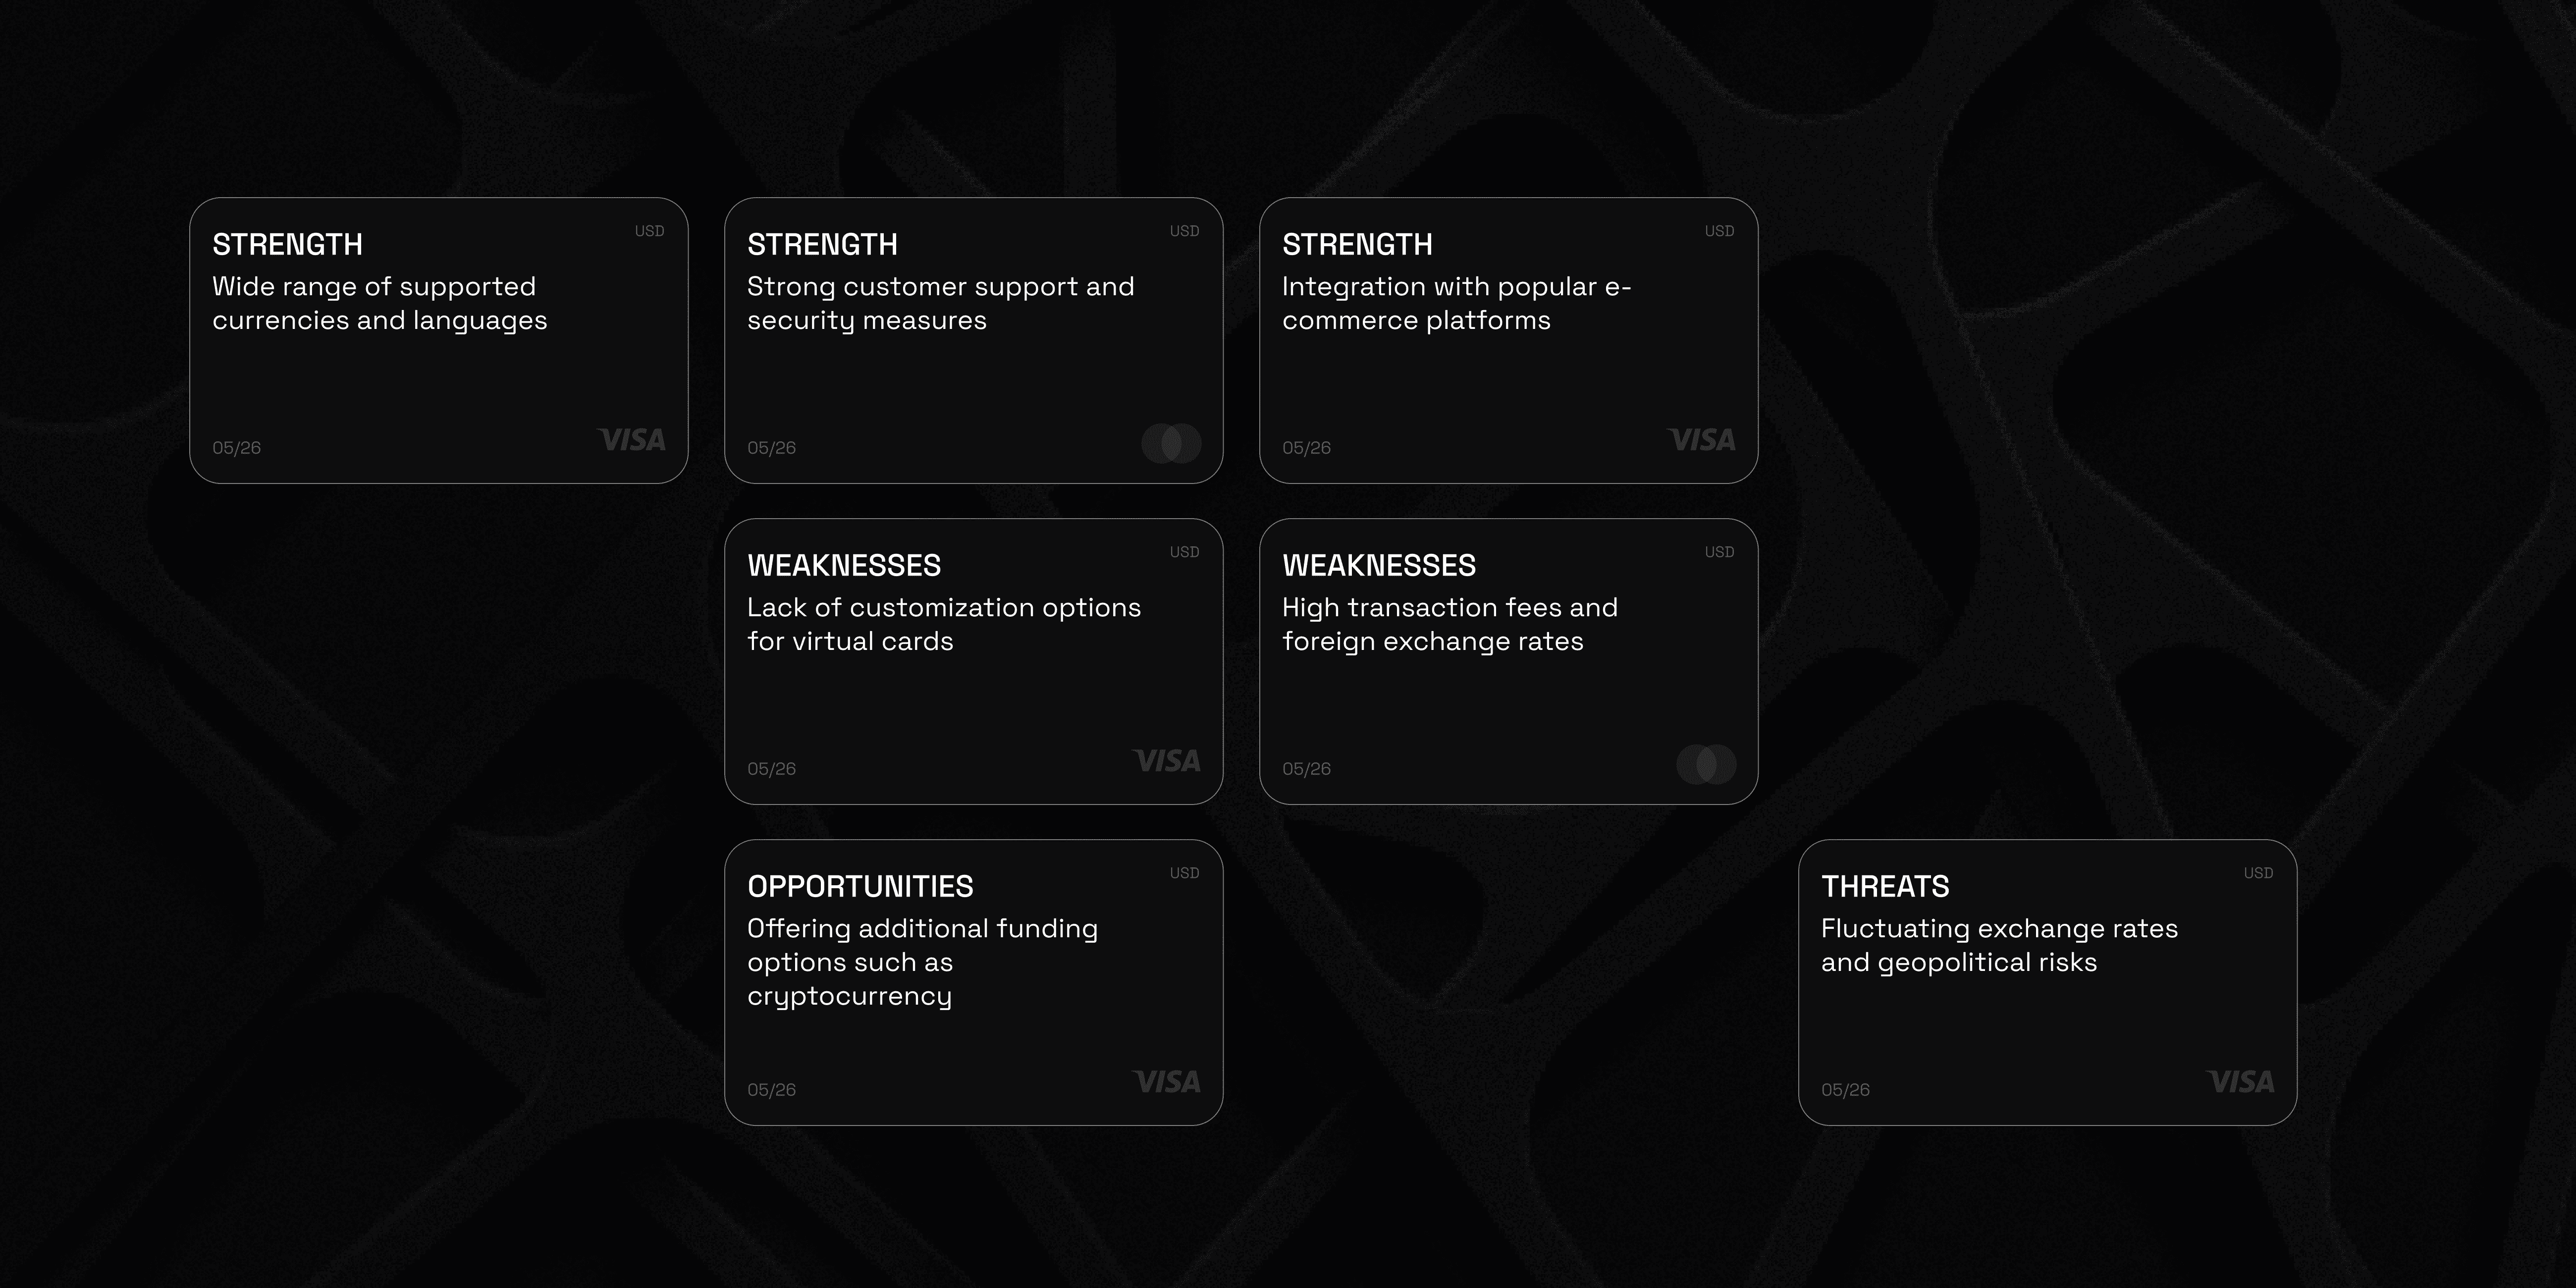 STRENGTH
USD
Wide range of supported
currencies and languages
05/26
VISA
STRENGTH
USD
Strong customer support and
security measures
05/26
STRENGTH
USD
Integration with popular e-
commerce platforms
05/26
VISA
WEAKNESSES
USD
Lack of customization options
for virtual cards
05/26
VISA
WEAKNESSES
USD
High transaction fees and
foreign exchange rates
05/26
OPPORTUNITIES
USD
Offering additional funding
options such as
cryptocurrency
05/26
VISA
THREATS
USD
Fluctuating exchange rates
and geopolitical risks
05/26
VISA